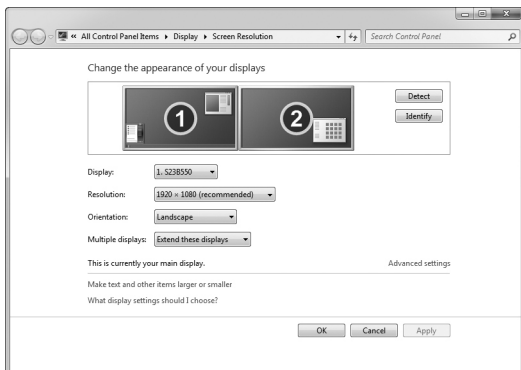 « All Control Panel Items ▸ Display ▸ Screen Resolution
Search Control Panel
Change the appearance of your displays
1
2
Detect
Identify
Display: 1. S23B550
Resolution: 1920 × 1080 (recommended)
Orientation: Landscape
Multiple displays: Extend these displays
This is currently your main display. Advanced settings
Make text and other items larger or smaller
What display settings should I choose?
OK Cancel Apply